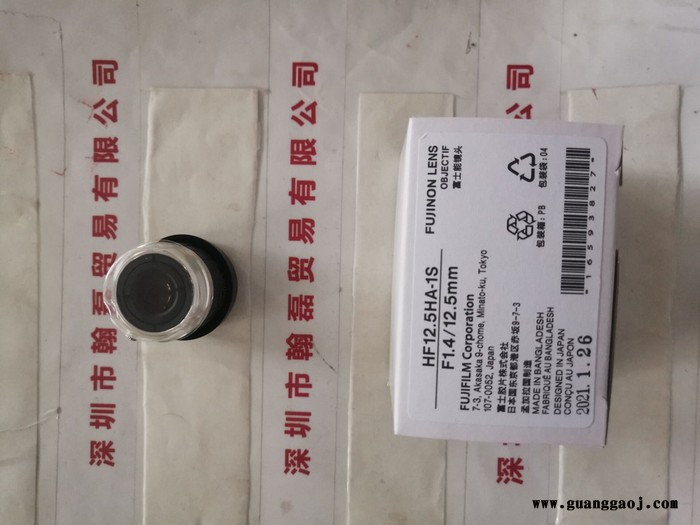 深圳市翰磊贸易有限公司
深圳市翰磊贸易有限公司
深圳市翰磊贸易有限公司
HF12.5HA-1S
F1.4/12.5mm
FUJINON LENS
OBJECTIF
富士能镜头
FUJIFILM Corporation
7-3, Akasaka 9-chome, Minato-ku, Tokyo
107-0052, Japan
富士胶片株式会社
日本国东京都港区赤坂9-7-3
孟加拉国制造
MADE IN BANGLADESH
FABRIQUÉ AU BANGLADESH
DESIGNED IN JAPAN
CONÇU AU JAPON
2021.1.26
包装箱: PB
包装袋: 04
*16593827*
www.guanggaoj.com